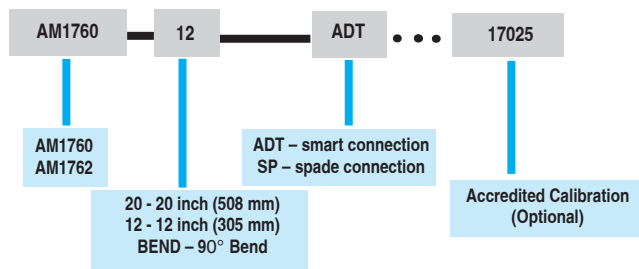 AM1760
12
ADT
17025
AM1760
AM1762
20 - 20 inch (508 mm)
12 - 12 inch (305 mm)
BEND – 90° Bend
ADT – smart connection
SP – spade connection
Accredited Calibration
(Optional)